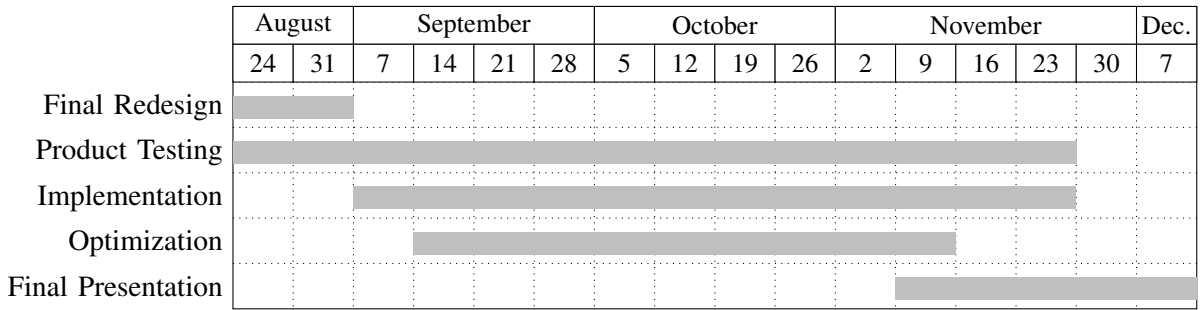 August September October November Dec.
24 31 7 14 21 28 5 12 19 26 2 9 16 23 30 7
Final Redesign
Product Testing
Implementation
Optimization
Final Presentation